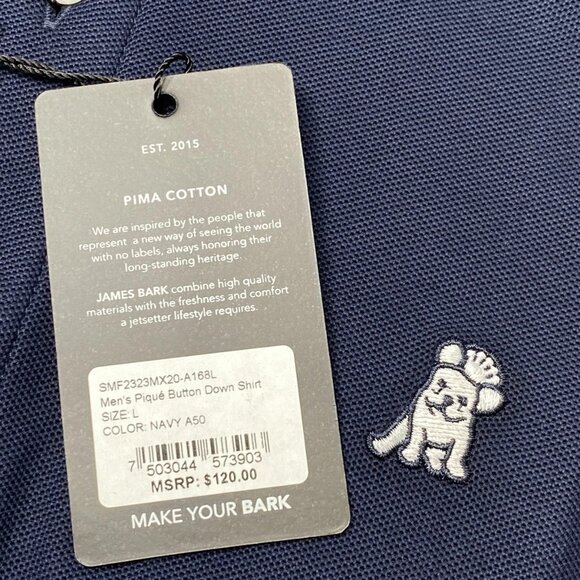 EST. 2015
PIMA COTTON
We are inspired by the people that
represent a new way of seeing the world
with no labels, always honoring their
long-standing heritage.
JAMES BARK combine high quality
materials with the freshness and comfort
a jetsetter lifestyle requires.
SMF2323MX20-A168L
Men's Piqué Button Down Shirt
SIZE: L
COLOR: NAVY A50
7 503044 573903
MSRP: $120.00
MAKE YOUR BARK